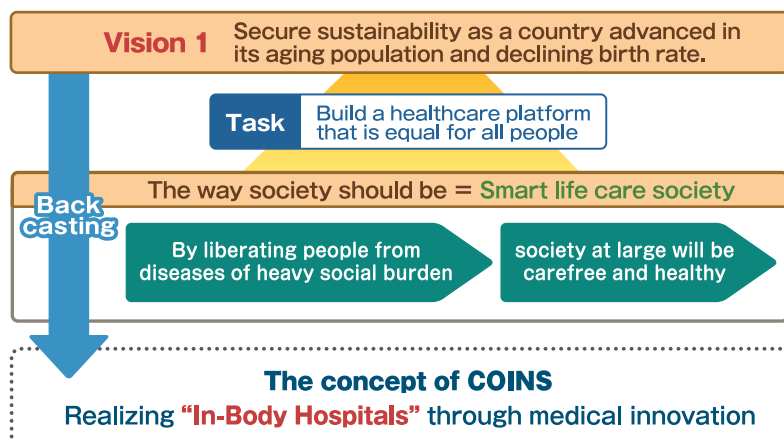 Vision 1
Secure sustainability as a country advanced in
its aging population and declining birth rate.
Task
Build a healthcare platform
that is equal for all people
The way society should be = Smart life care society
Back
casting
By liberating people from
diseases of heavy social burden
society at large will be
carefree and healthy
The concept of COINS
Realizing “In-Body Hospitals” through medical innovation